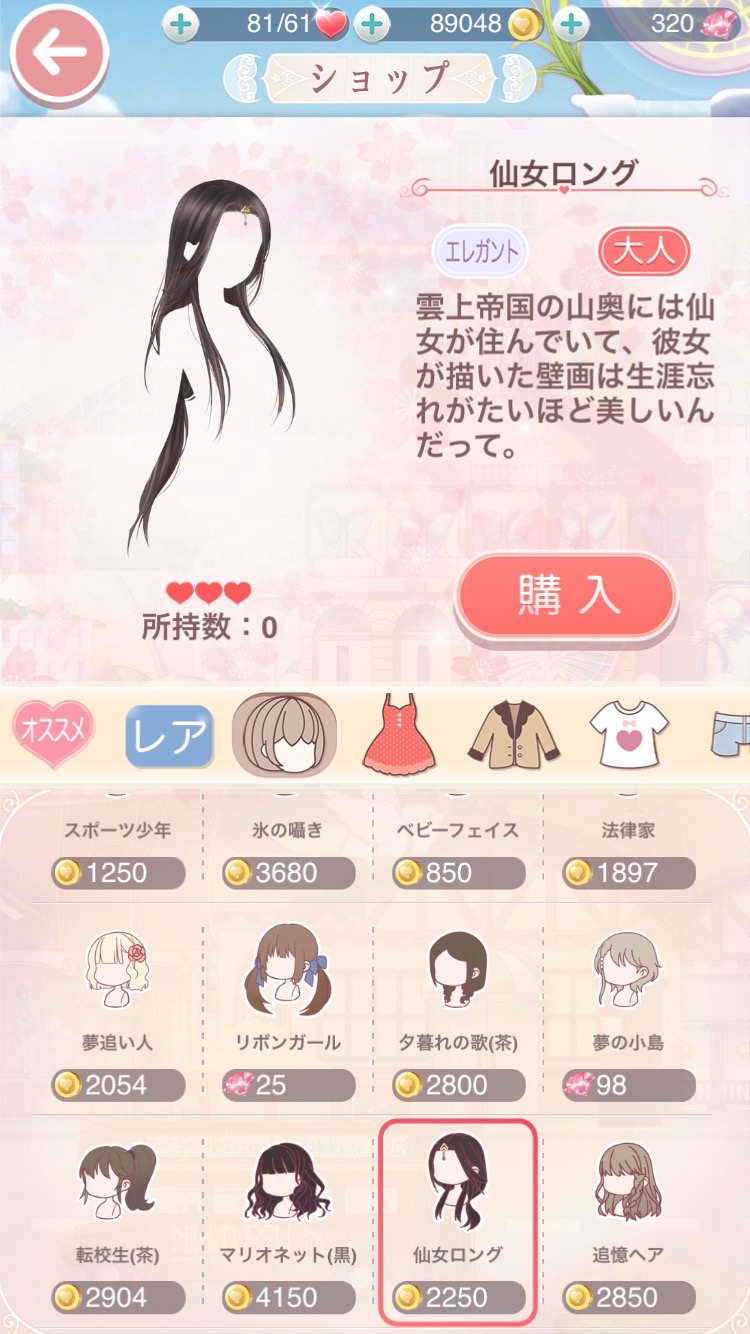 81/61
89048
320
ショップ
仙女ロング
エレガント
大人
雲上帝国の山奥には仙
女が住んでいて、彼女
が描いた壁画は生涯忘
れがたいほど美しいん
だって。
所持数：0
購入
オススメ
レア
スポーツ少年
氷の囁き
ベビーフェイス
法律家
1250
3680
850
1897
夢追い人
リボンガール
夕暮れの歌(茶)
夢の小島
2054
25
2800
98
転校生(茶)
マリオネット(黒)
仙女ロング
追憶ヘア
2904
4150
2250
2850